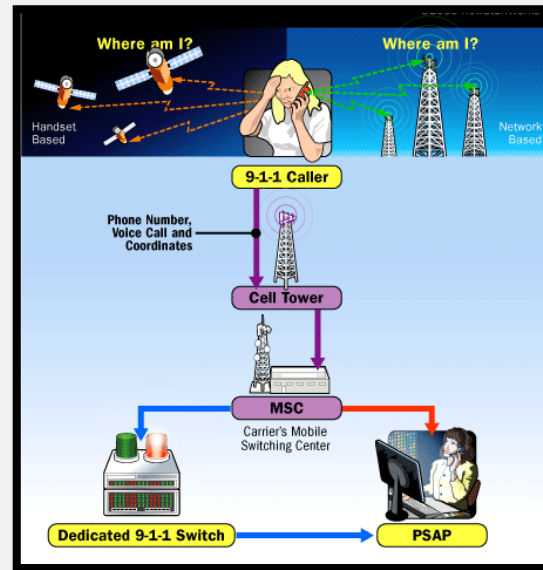 Where am I?
Where am I?
Handset
Based
Network
Based
9-1-1 Caller
Phone Number,
Voice Call and
Coordinates
Cell Tower
MSC
Carrier's Mobile
Switching Center
Dedicated 9-1-1 Switch
PSAP